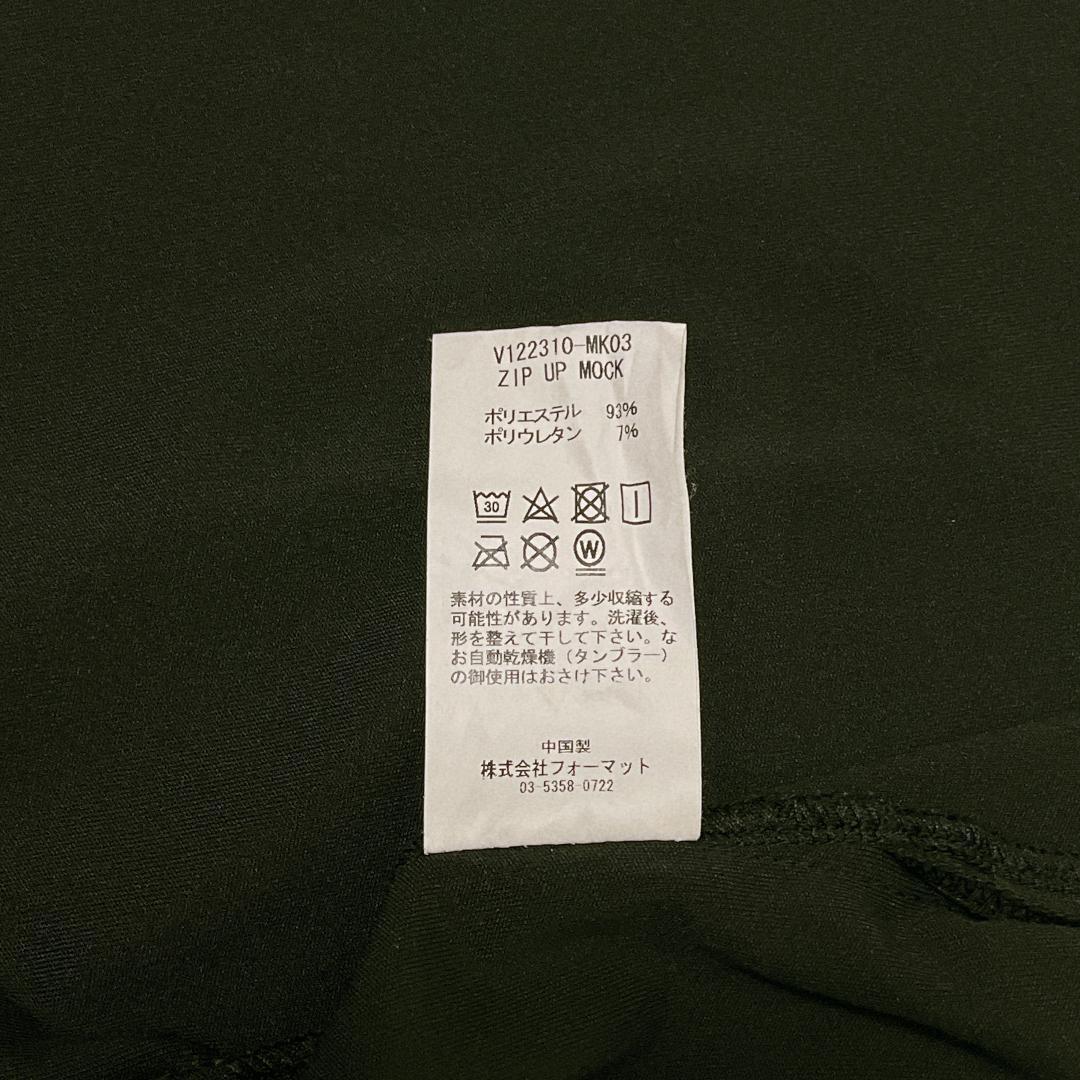 V122310-MK03
ZIP UP MOCK
ポリエステル 93%
ポリウレタン 7%
30
W
素材の性質上、多少収縮する
可能性があります。洗濯後、
形を整えて干して下さい。な
お自動乾燥機（タンブラー）
の御使用はおさけ下さい。
中国製
株式会社フォーマット
03-5358-0722